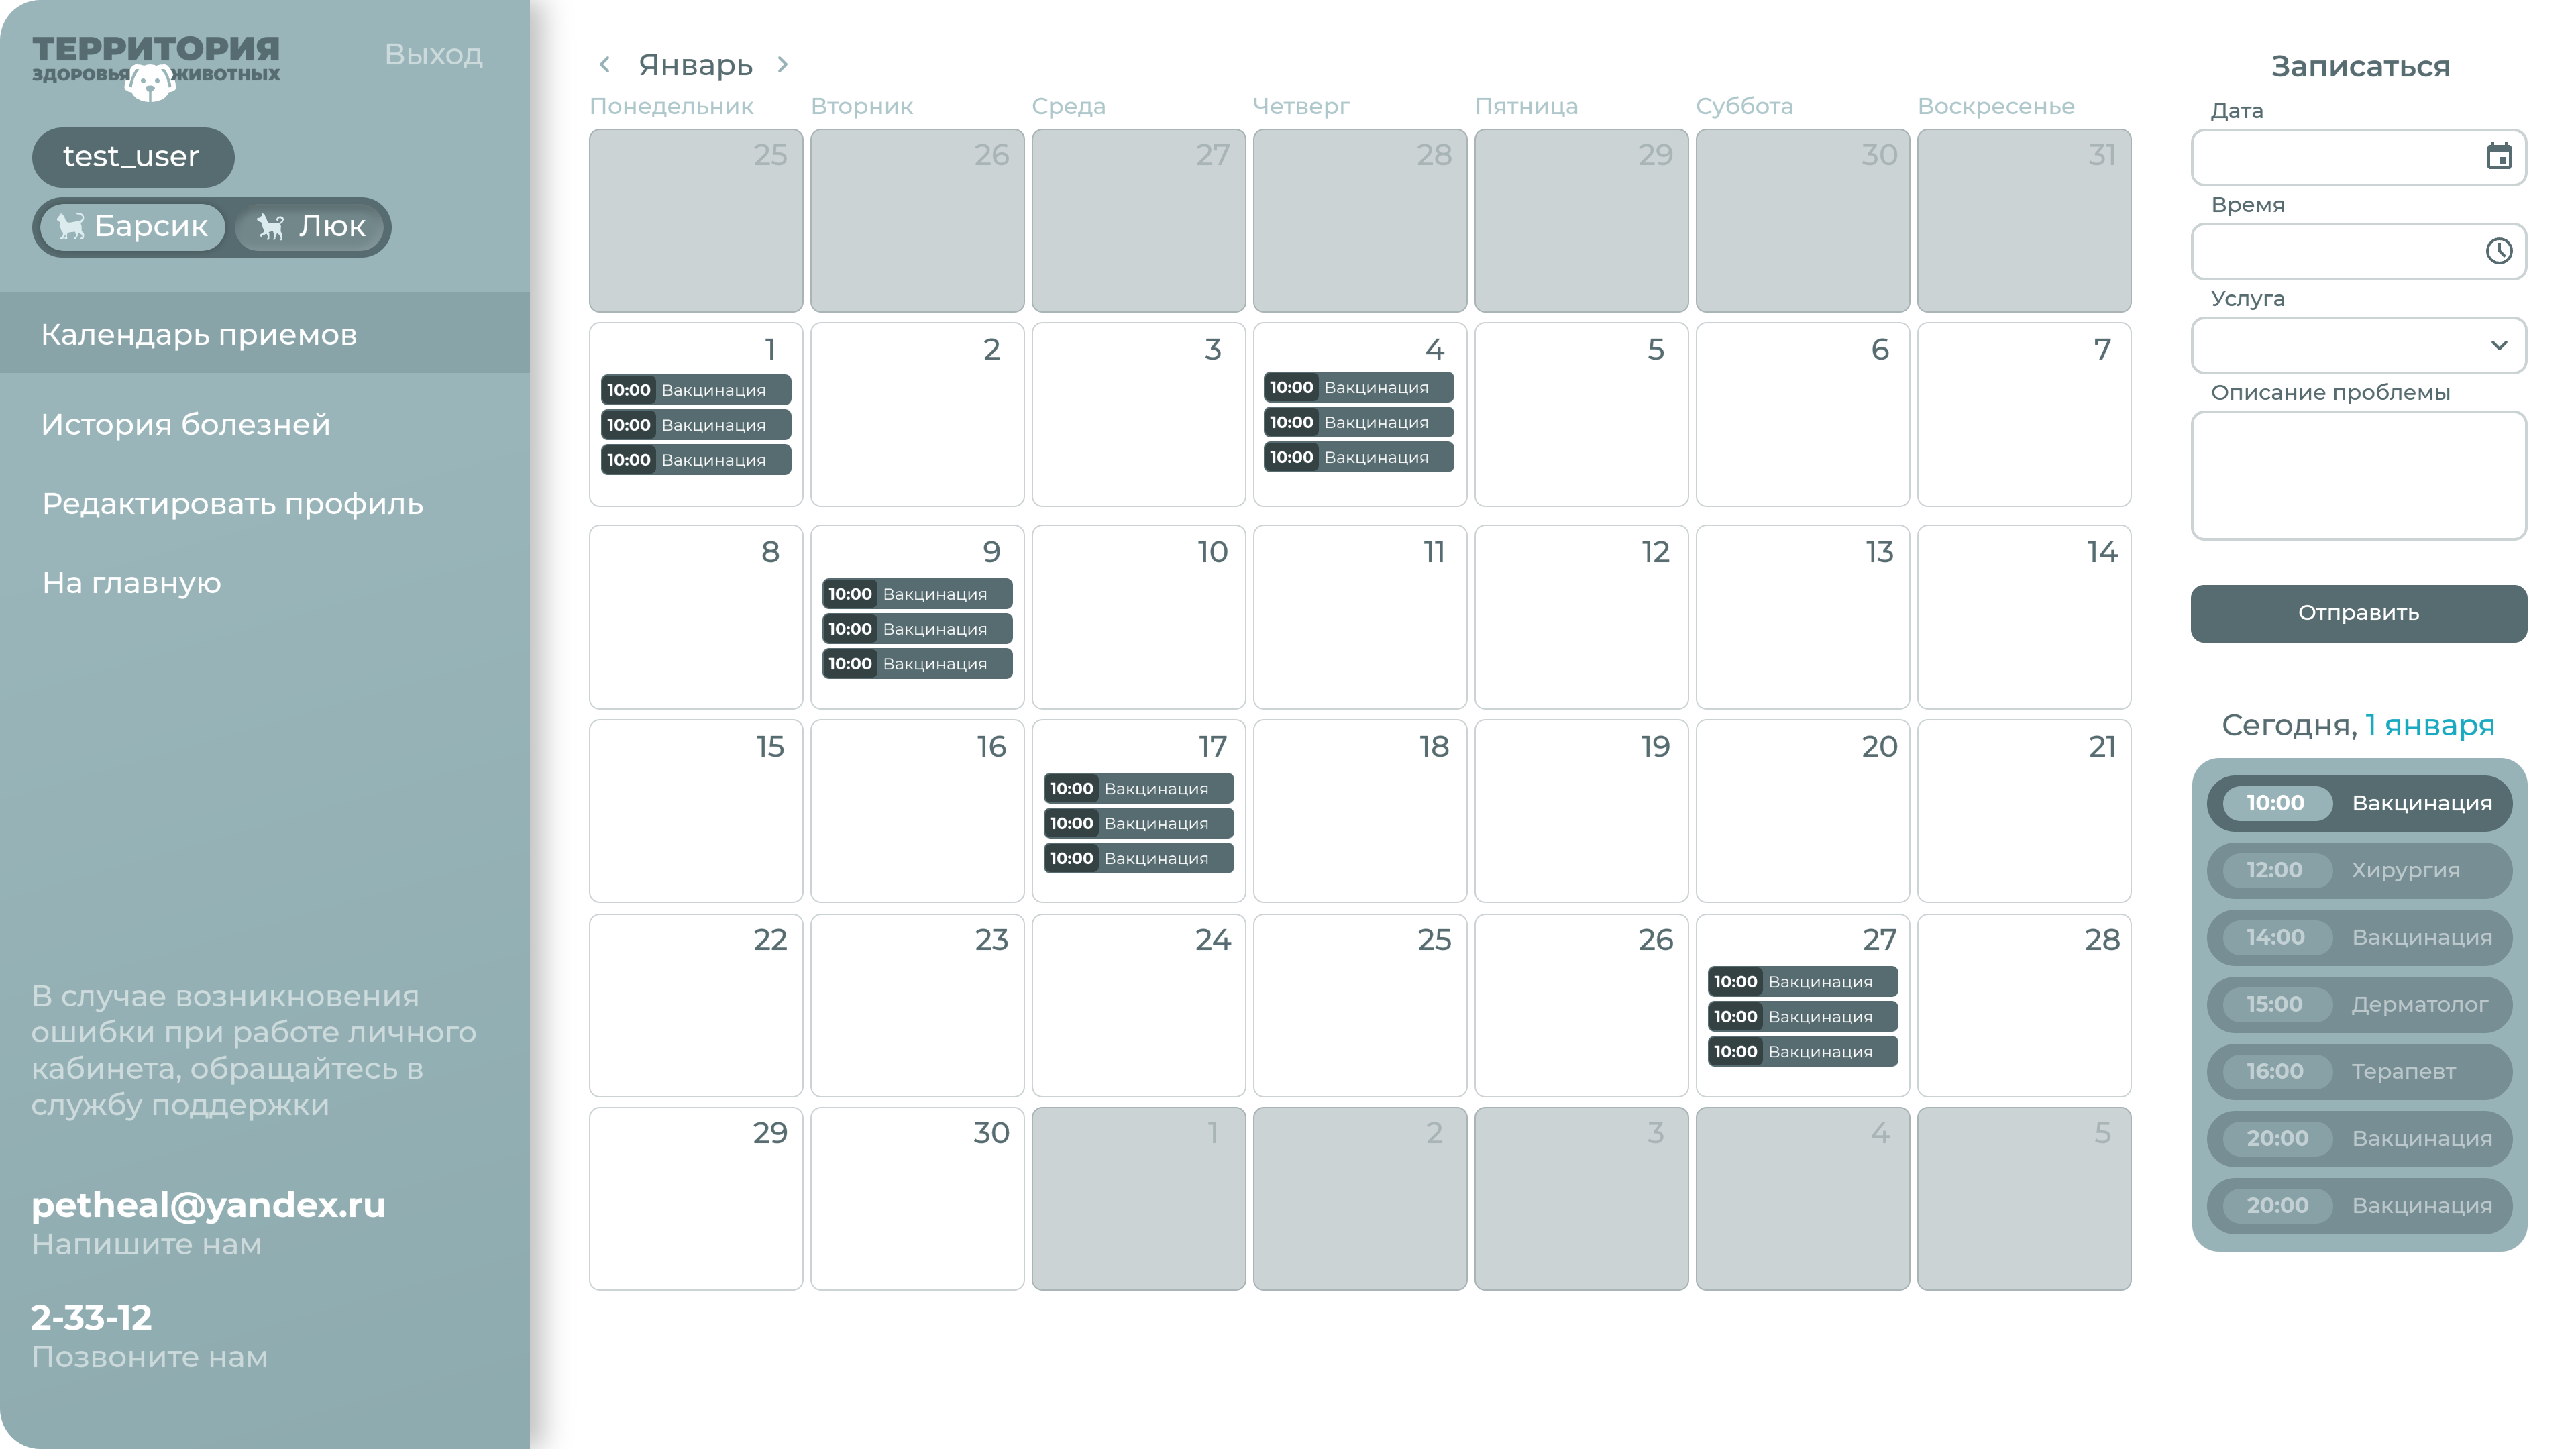 ТЕРРИТОРИЯ
ЗДОРОВЬЯ ЖИВОТНЫХ
Выход
test_user
Барсик
Люк
Календарь приемов
История болезней
Редактировать профиль
На главную
В случае возникновения
ошибки при работе личного
кабинета, обращайтесь в
службу поддержки
petheal@yandex.ru
Напишите нам
2-33-12
Позвоните нам
Январь
Понедельник Вторник Среда Четверг Пятница Суббота Воскресенье
25 26 27 28 29 30 31
1 2 3 4 5 6 7
10:00 Вакцинация 10:00 Вакцинация
10:00 Вакцинация 10:00 Вакцинация
10:00 Вакцинация 10:00 Вакцинация
8 9 10 11 12 13 14
10:00 Вакцинация
10:00 Вакцинация
10:00 Вакцинация
15 16 17 18 19 20 21
10:00 Вакцинация
10:00 Вакцинация
10:00 Вакцинация
22 23 24 25 26 27 28
10:00 Вакцинация
10:00 Вакцинация
10:00 Вакцинация
29 30 1 2 3 4 5
Записаться
Дата
Время
Услуга
Описание проблемы
Отправить
Сегодня, 1 января
10:00 Вакцинация
12:00 Хирургия
14:00 Вакцинация
15:00 Дерматолог
16:00 Терапевт
20:00 Вакцинация
20:00 Вакцинация